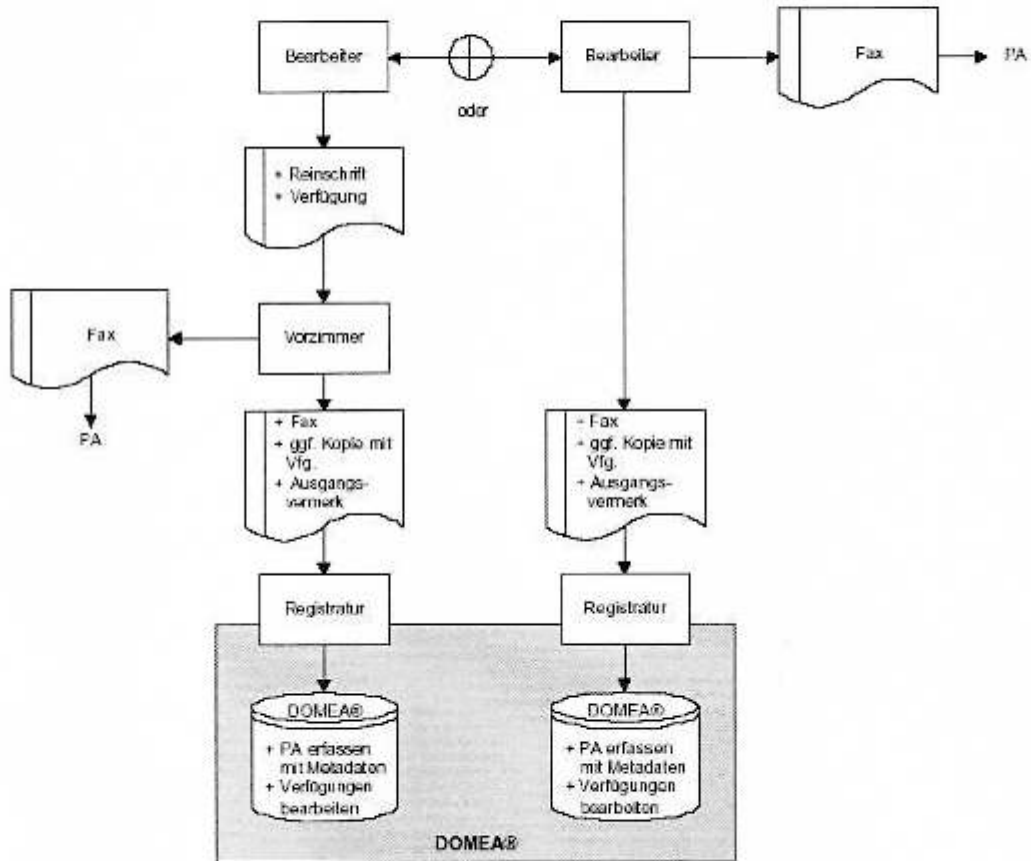 Bearbeiter
oder
Bearbeiter
Fax
PA
+ Reinschrift
+ Verfügung
Fax
PA
Vorzimmer
+ Fax
+ ggf. Kopie mit
Vfg.
+ Ausgangs-
vermerk
+ Fax
+ ggf. Kopie mit
Vfg.
+ Ausgangs-
vermerk
Registratur
Registratur
DOMEA®
+ PA erfassen
mit Metadaten
+ Verfügungen
bearbeiten
DOMEA®
+ PA erfassen
mit Metadaten
+ Verfügungen
bearbeiten
DOMEA®